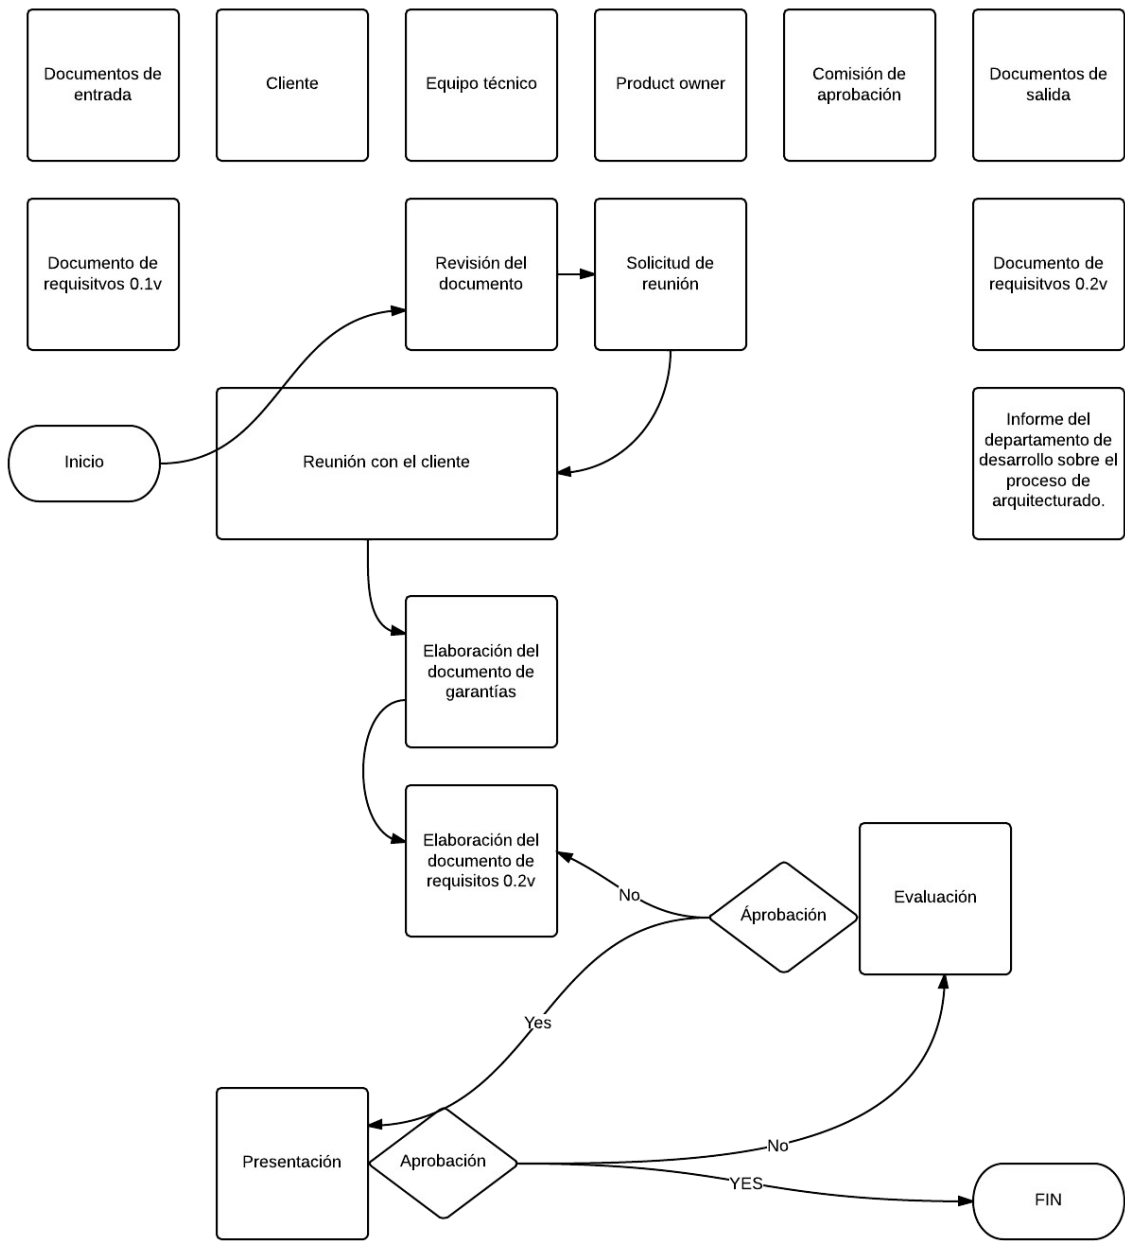 Documentos de
entrada
Cliente
Equipo técnico
Product owner
Comisión de
aprobación
Documentos de
salida
Documento de
requisitvos 0.1v
Revisión del
documento
Solicitud de
reunión
Documento de
requisitvos 0.2v
Inicio
Reunión con el cliente
Informe del
departamento de
desarrollo sobre el
proceso de
arquitecturado.
Elaboración del
documento de
garantías
Elaboración del
documento de
requisitos 0.2v
No
Áprobación
Evaluación
Yes
Presentación
Aprobación
No
YES
FIN